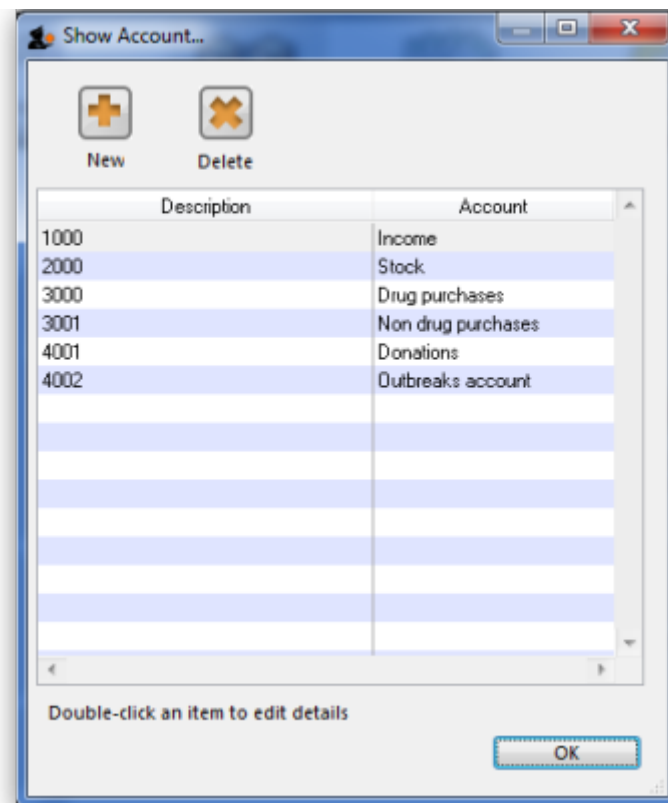 Show Account...
New Delete
Description Account
1000 Income
2000 Stock
3000 Drug purchases
3001 Non drug purchases
4001 Donations
4002 Outbreaks account
Double-click an item to edit details
OK